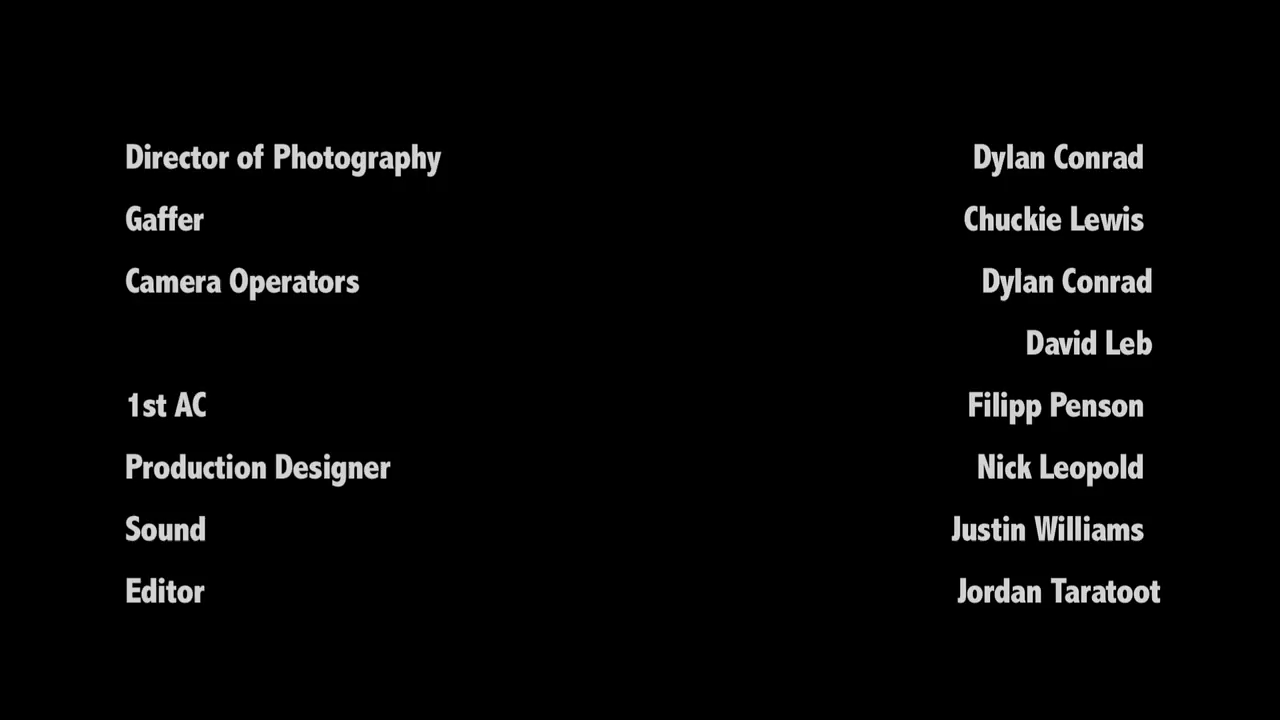 Director of Photography Dylan Conrad
Gaffer Chuckie Lewis
Camera Operators Dylan Conrad
David Leb
1st AC Filipp Penson
Production Designer Nick Leopold
Sound Justin Williams
Editor Jordan Taratoot